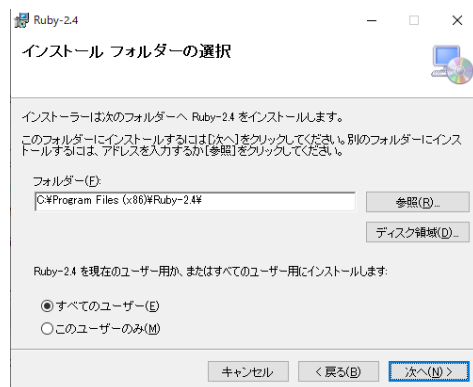 Ruby-2.4
インストール フォルダーの選択
インストーラーは次のフォルダーへ Ruby-2.4 をインストールします。
このフォルダーにインストールするには[次へ]をクリックしてください。別のフォルダーにインス
トールするには、アドレスを入力するか[参照]をクリックしてください。
フォルダー(F):
C:¥Program Files (x86)¥Ruby-2.4¥
参照(R)...
ディスク領域(D)...
Ruby-2.4 を現在のユーザー用か、またはすべてのユーザー用にインストールします:
すべてのユーザー(E)
このユーザーのみ(M)
キャンセル
< 戻る(B)
次へ(N) >